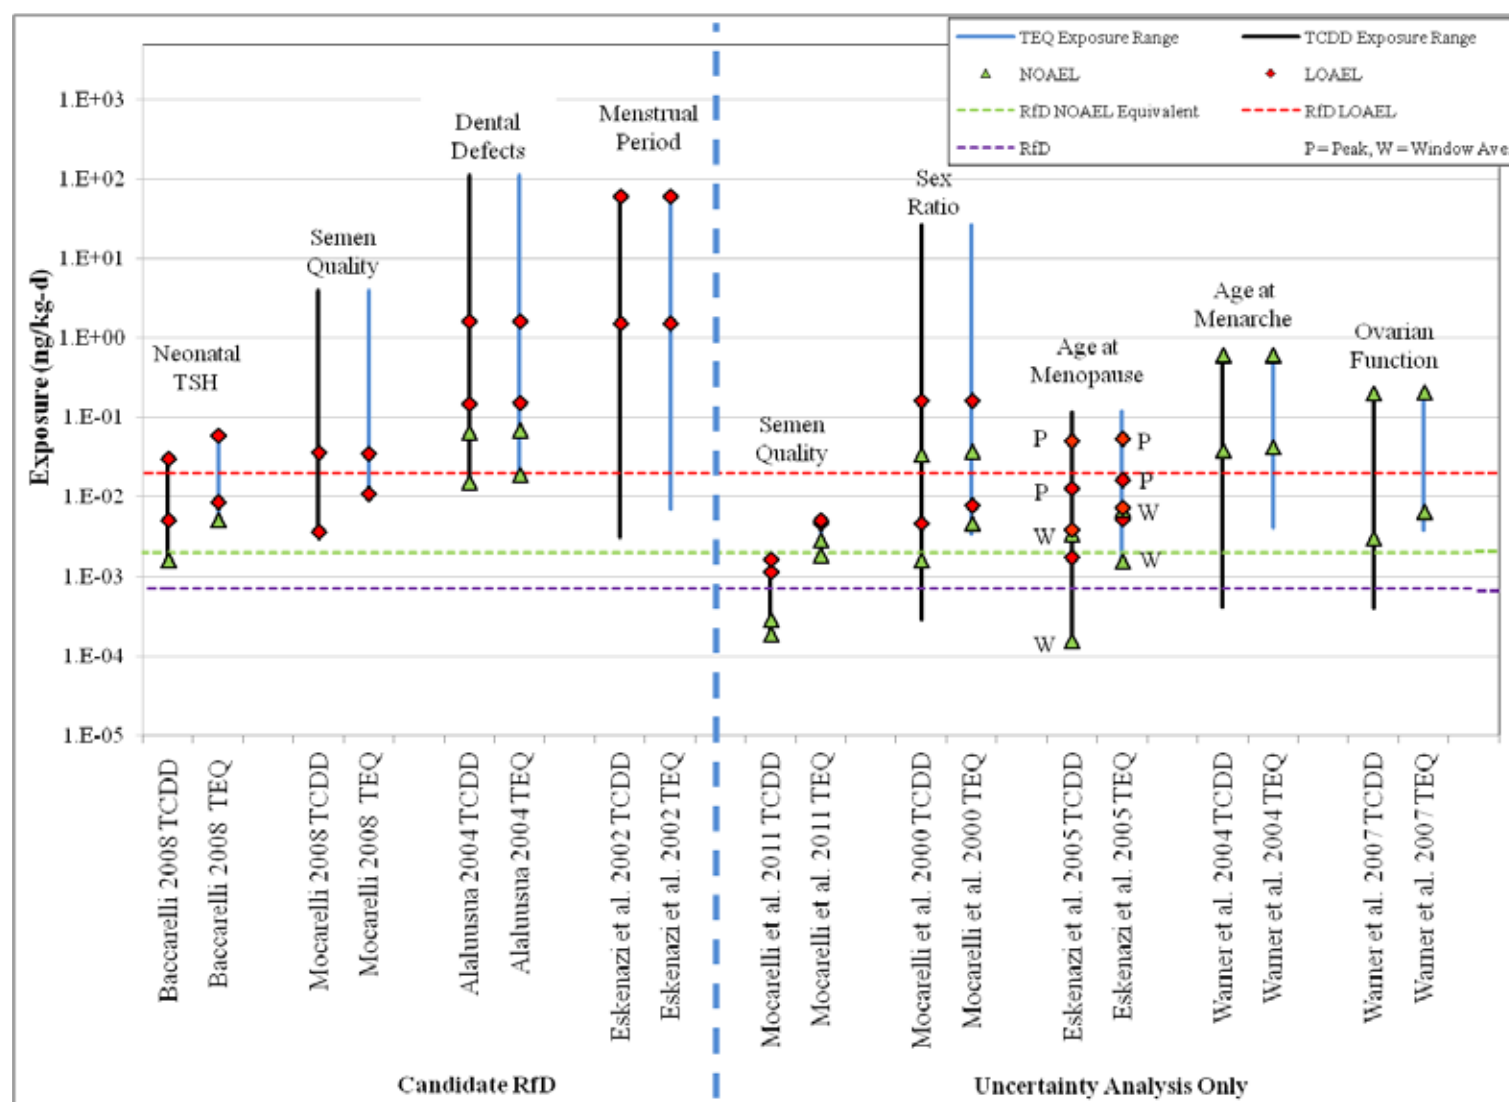 TEQ Exposure Range
TCDD Exposure Range
NOAEL
LOAEL
RfD NOAEL Equivalent
RfD LOAEL
RfD
P = Peak, W = Window Ave
Exposure (ng/kg-d)
1.E+03
1.E+02
1.E+01
1.E+00
1.E-01
1.E-02
1.E-03
1.E-04
1.E-05
Neonatal
TSH
Semen
Quality
Dental
Defects
Menstrual
Period
Semen
Quality
Sex
Ratio
Age at
Menopause
Age at
Menarche
Ovarian
Function
P
P
W
W
P
P
W
W
Baccarelli 2008 TCDD
Baccarelli 2008 TEQ
Mocarelli 2008 TCDD
Mocarelli 2008 TEQ
Alaluusua 2004 TCDD
Alaluusua 2004 TEQ
Eskenazi et al. 2002 TCDD
Eskenazi et al. 2002 TEQ
Mocarelli et al. 2011 TCDD
Mocarelli et al. 2011 TEQ
Mocarelli et al. 2000 TCDD
Mocarelli et al. 2000 TEQ
Eskenazi et al. 2005 TCDD
Eskenazi et al. 2005 TEQ
Warner et al. 2004 TCDD
Warner et al. 2004 TEQ
Warner et al. 2007 TCDD
Warner et al. 2007 TEQ
Candidate RfD
Uncertainty Analysis Only